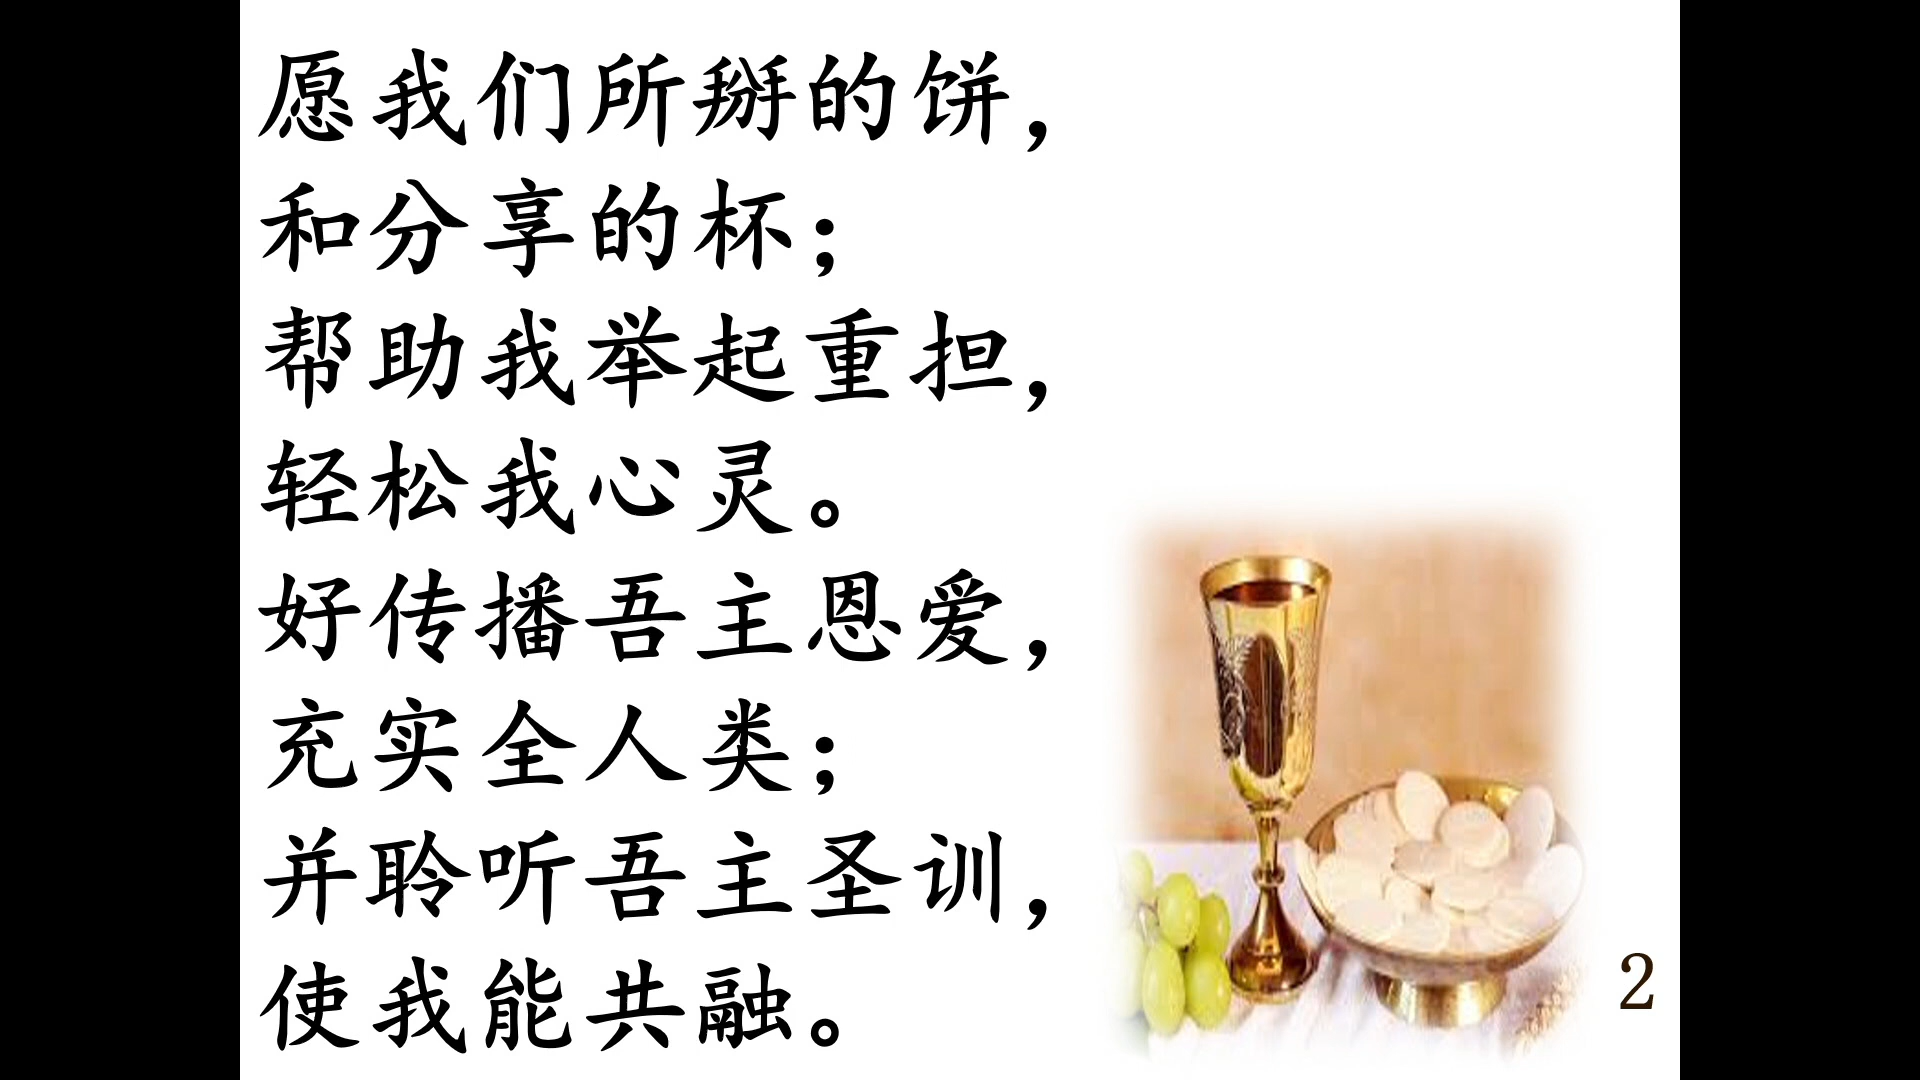 愿我们所掰的饼，
和分享的杯；
帮助我举起重担，
轻松我心灵。
好传播吾主恩爱，
充实全人类；
并聆听吾主圣训，
使我能共融。
2